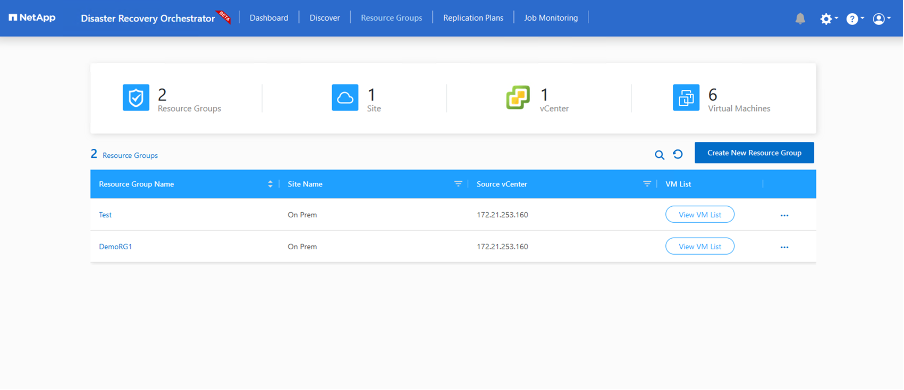 NetApp Disaster Recovery Orchestrator BETA Dashboard Discover Resource Groups Replication Plans Job Monitoring
2 1 1 6
Resource Groups Site vCenter Virtual Machines
2 Resource Groups Create New Resource Group
Resource Group Name Site Name Source vCenter VM List
Test On Prem 172.21.253.160 View VM List ...
DemoRG1 On Prem 172.21.253.160 View VM List ...